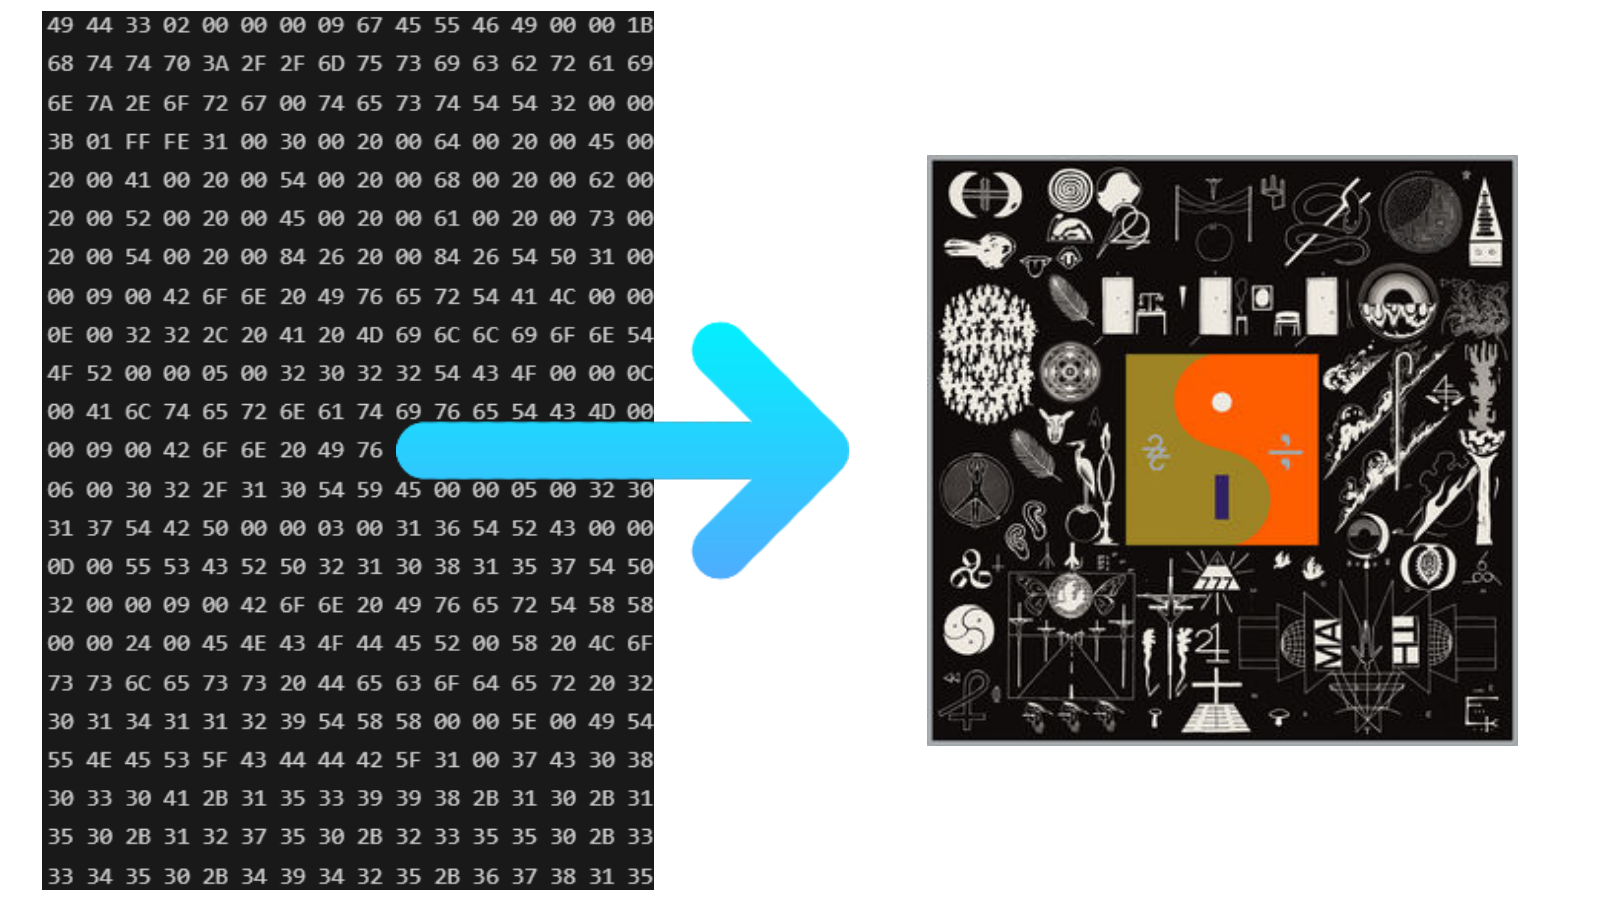 49 44 33 02 00 00 00 09 67 45 55 46 49 00 00 1B
68 74 74 70 3A 2F 2F 6D 75 73 69 63 62 72 61 69
6E 7A 2E 6F 72 67 00 74 65 73 74 54 54 32 00 00
3B 01 FF FE 31 00 30 00 20 00 64 00 20 00 45 00
20 00 41 00 20 00 54 00 20 00 68 00 20 00 62 00
20 00 52 00 20 00 45 00 20 00 61 00 20 00 73 00
20 00 54 00 20 00 84 26 20 00 84 26 54 50 31 00
00 09 00 42 6F 6E 20 49 76 65 72 54 41 4C 00 00
0E 00 32 32 2C 20 41 20 4D 69 6C 6C 69 6F 6E 54
4F 52 00 00 05 00 32 30 32 32 54 43 4F 00 00 0C
00 41 6C 74 65 72 6E 61 74 69 76 65 54 43 4D 00
00 09 00 42 6F 6E 20 49 76
06 00 30 32 2F 31 30 54 59 45 00 00 05 00 32 30
31 37 54 42 50 00 00 03 00 31 36 54 52 43 00 00
0D 00 55 53 43 52 50 32 31 30 38 31 35 37 54 50
32 00 00 09 00 42 6F 6E 20 49 76 65 72 54 58 58
00 00 24 00 45 4E 43 4F 44 45 52 00 58 20 4C 6F
73 73 6C 65 73 73 20 44 65 63 6F 64 65 72 20 32
30 31 34 31 31 32 39 54 58 58 00 00 5E 00 49 54
55 4E 45 53 5F 43 44 44 42 5F 31 00 37 43 30 38
30 33 30 41 2B 31 35 33 39 39 38 2B 31 30 2B 31
35 30 2B 31 32 37 35 30 2B 32 33 35 35 30 2B 33
33 34 35 30 2B 34 39 34 32 35 2B 36 37 38 31 35
MA